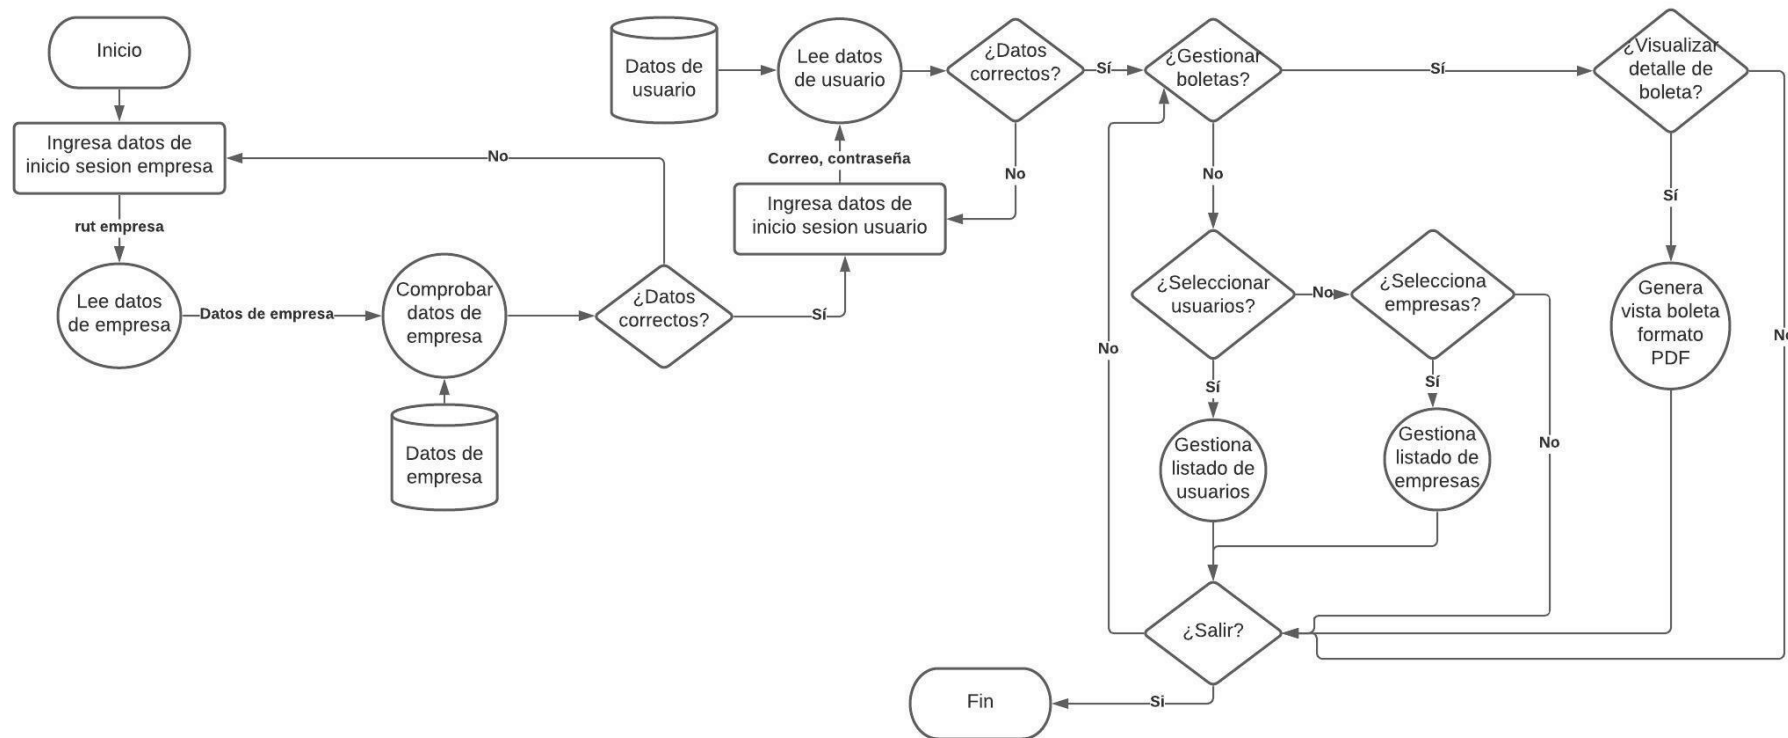 Inicio
Ingresa datos de
inicio sesion empresa
rut empresa
Lee datos
de empresa
Datos de empresa
Comprobar
datos de
empresa
Datos de
empresa
¿Datos
correctos?
No
Sí
Ingresa datos de
inicio sesion usuario
Correo, contraseña
Datos de
usuario
Lee datos
de usuario
¿Datos
correctos?
No
Sí
¿Gestionar
boletas?
Sí
No
¿Visualizar
detalle de
boleta?
Sí
No
Genera
vista boleta
formato
PDF
¿Seleccionar
usuarios?
No
Sí
¿Selecciona
empresas?
Sí
No
Gestiona
listado de
usuarios
Gestiona
listado de
empresas
¿Salir?
No
Si
Fin